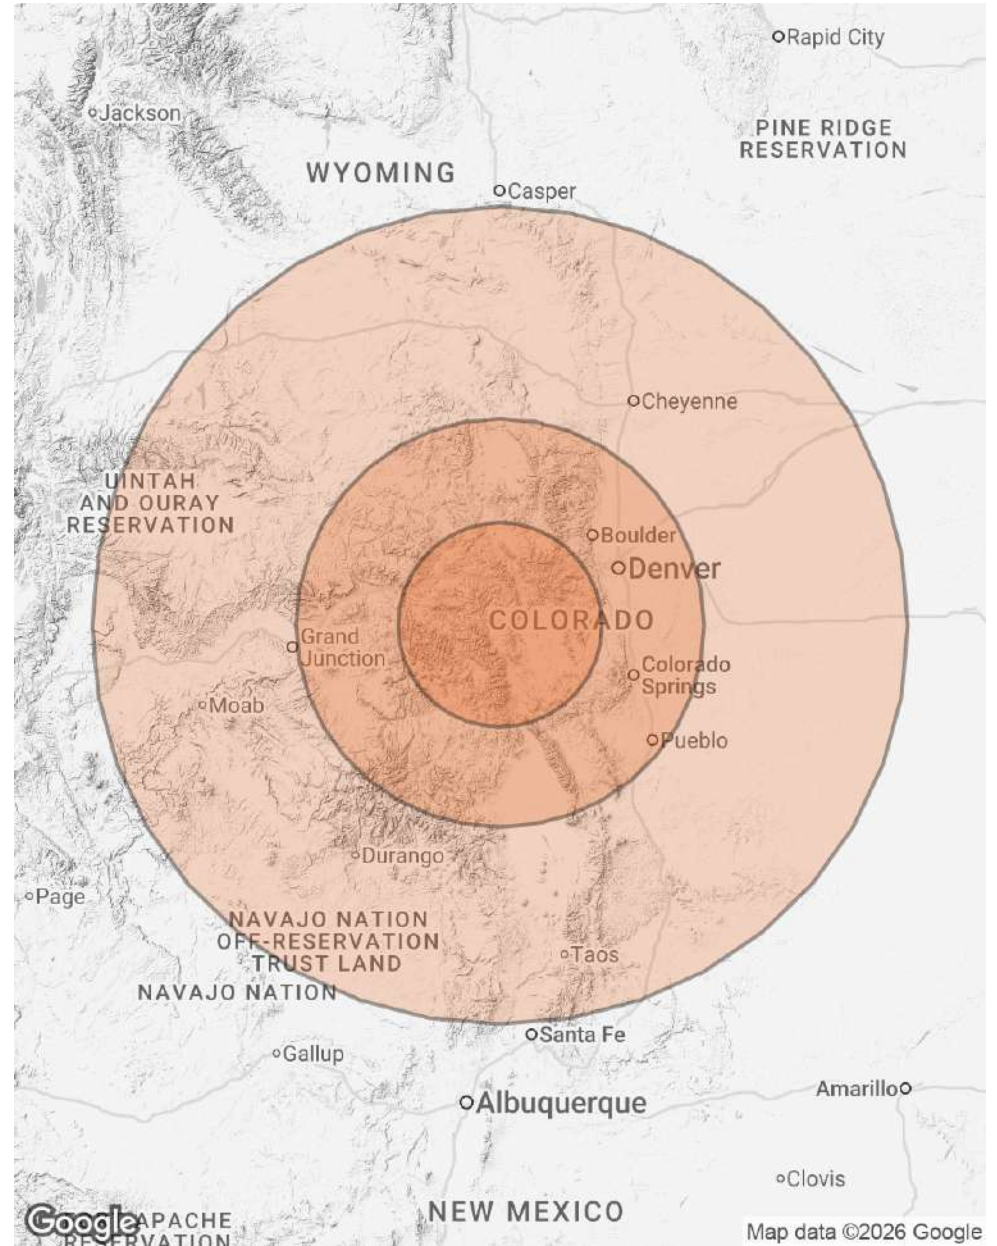 Rapid City
Jackson
PINE RIDGE
RESERVATION
WYOMING
Casper
Cheyenne
UINTAH
AND OURAY
RESERVATION
Boulder
Denver
COLORADO
Grand
Junction
Colorado
Springs
Moab
Pueblo
Durango
Page
NAVAJO NATION
OFF-RESERVATION
TRUST LAND
Taos
NAVAJO NATION
Santa Fe
Gallup
Amarillo
Albuquerque
Clovis
NEW MEXICO
Google
APACHE
RESERVATION
Map data ©2026 Google